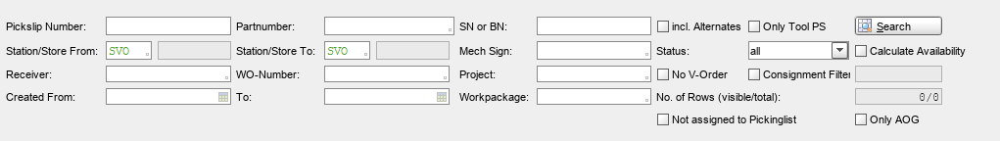 Pickslip Number: Partnumber: SN or BN: incl. Alternates Only Tool PS Search
Station/Store From: SVO Station/Store To: SVO Mech Sign: Status: all Calculate Availability
Receiver: WO-Number: Project: No V-Order Consignment Filter
Created From: To: Workpackage: No. of Rows (visible/total): 0/0
Not assigned to Pickinglist Only AOG